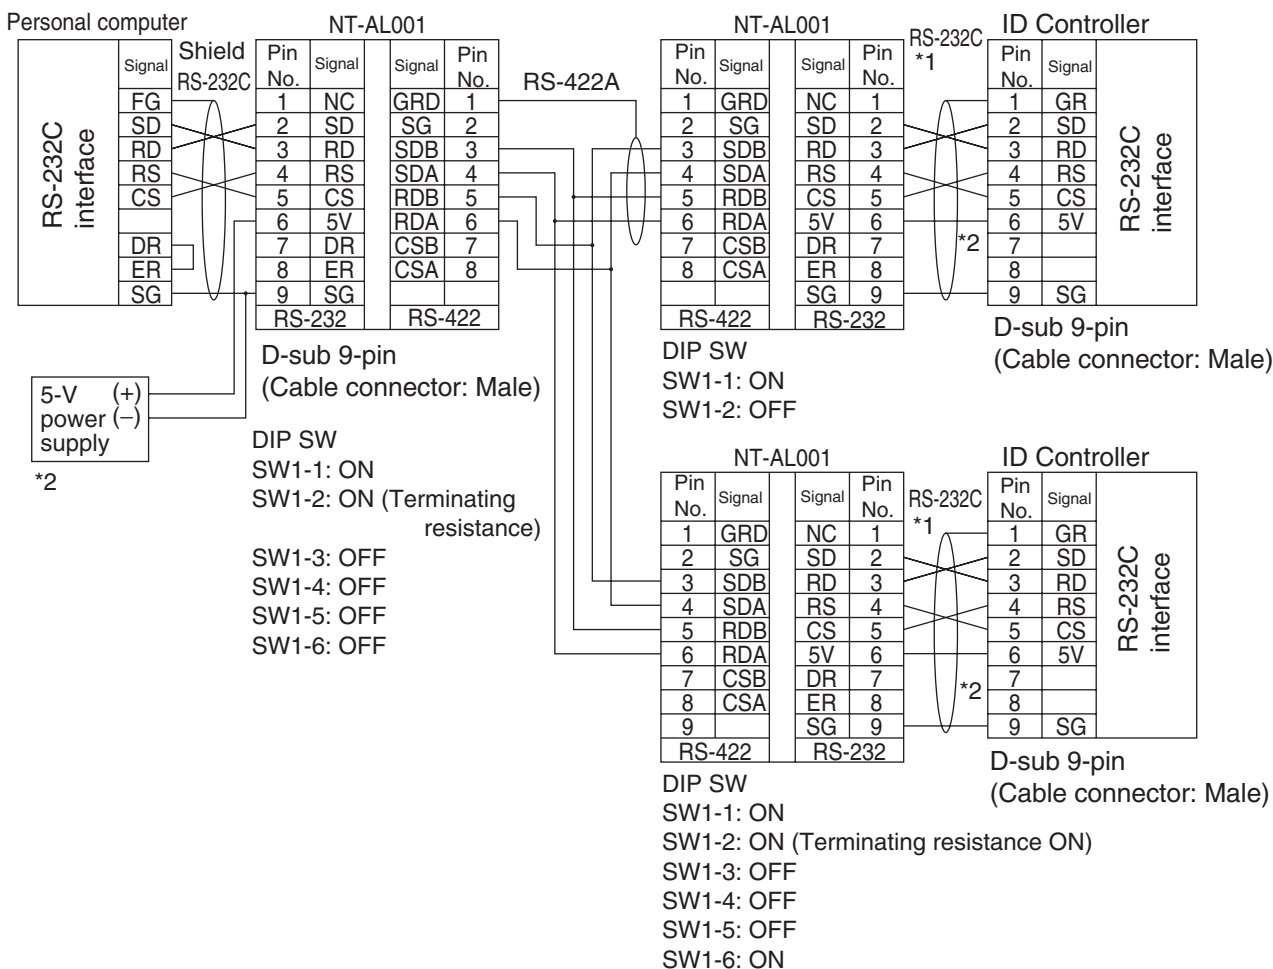 Personal computer
NT-AL001
NT-AL001
RS-232C
*1
ID Controller
Signal
Shield
RS-232C
Pin No.
Signal
Signal
Pin No.
RS-422A
Pin No.
Signal
Signal
Pin No.
Pin No.
Signal
FG
1 NC GRD 1
1 GRD NC 1
1 GR
SD
2 SD SG 2
2 SG SD 2
2 SD
RD
3 RD SDB 3
3 SDB RD 3
3 RD
RS
4 RS SDA 4
4 SDA RS 4
4 RS
CS
5 CS RDB 5
5 RDB CS 5
5 CS
6 5V RDA 6
6 RDA 5V 6
6 5V
DR
7 DR CSB 7
7 CSB DR 7
7
*2
ER
8 ER CSA 8
8 CSA ER 8
8
SG
9 SG
SG 9
9 SG
RS-232C
interface
RS-232C
interface
RS-232 RS-422
RS-422 RS-232
D-sub 9-pin
(Cable connector: Male)
D-sub 9-pin
(Cable connector: Male)
5-V (+)
power (–)
supply
*2
DIP SW
SW1-1: ON
SW1-2: ON (Terminating
resistance)
SW1-3: OFF
SW1-4: OFF
SW1-5: OFF
SW1-6: OFF
DIP SW
SW1-1: ON
SW1-2: OFF
NT-AL001
ID Controller
Pin No.
Signal
Signal
Pin No.
RS-232C
*1
Pin No.
Signal
1 GRD NC 1
1 GR
2 SG SD 2
2 SD
3 SDB RD 3
3 RD
4 SDA RS 4
4 RS
5 RDB CS 5
5 CS
6 RDA 5V 6
6 5V
7 CSB DR 7
7
*2
8 CSA ER 8
8
9 SG 9
9 SG
RS-232C
interface
RS-422 RS-232
D-sub 9-pin
(Cable connector: Male)
DIP SW
SW1-1: ON
SW1-2: ON (Terminating resistance ON)
SW1-3: OFF
SW1-4: OFF
SW1-5: OFF
SW1-6: ON